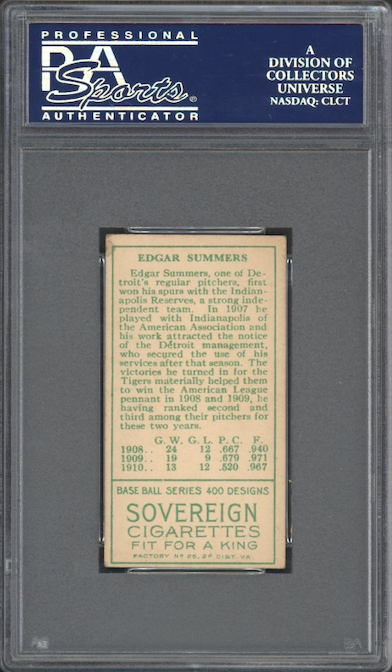 PROFESSIONAL
PSA
Sports®
AUTHENTICATOR
A
DIVISION OF
COLLECTORS
UNIVERSE
NASDAQ: CLCT
EDGAR SUMMERS
Edgar Summers, one of De-
troit's regular pitchers, first
won his spurs with the Indian-
apolis Reserves, a strong inde-
pendent team. In 1907 he
played with Indianapolis of
the American Association and
his work attracted the notice
of the Detroit management,
who secured the use of his
services after that season. The
victories he turned in for the
Tigers materially helped them
to win the American League
pennant in 1908 and 1909, he
having ranked second and
third among their pitchers for
these two years.
G. W. G. L. P. C. F.
1908.. 24 12 .667 .940
1909.. 19 9 .679 .971
1910.. 13 12 .520 .967
BASE BALL SERIES 400 DESIGNS
SOVEREIGN
CIGARETTES
FIT FOR A KING
FACTORY No 25, 2d DIST. VA.